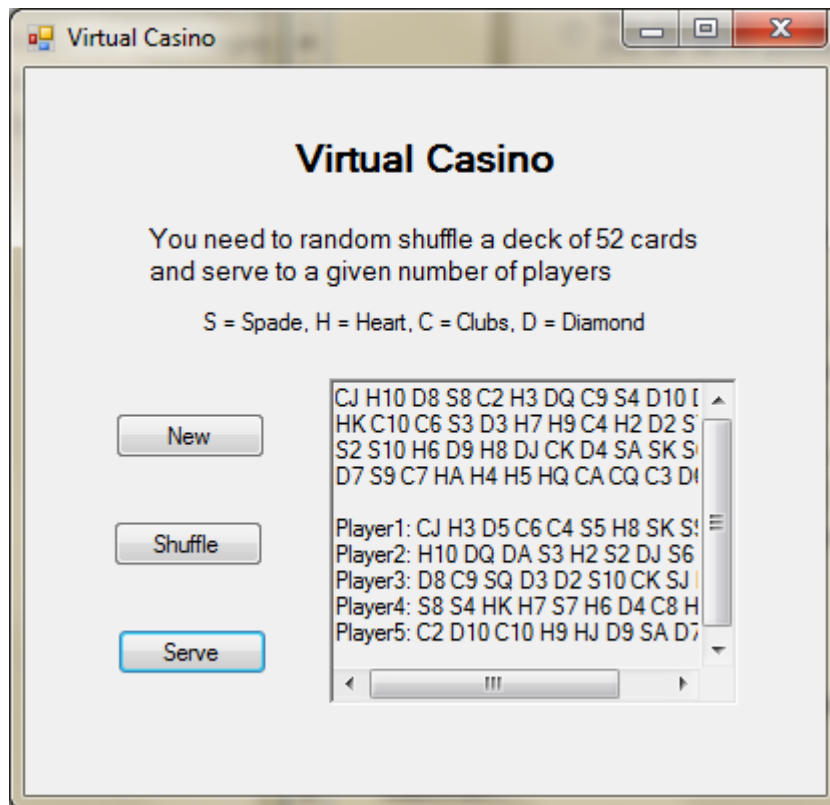 Virtual Casino
Virtual Casino
You need to random shuffle a deck of 52 cards
and serve to a given number of players
S = Spade, H = Heart, C = Clubs, D = Diamond
New
Shuffle
Serve
CJ H10 D8 S8 C2 H3 DQ C9 S4 D10
HK C10 C6 S3 D3 H7 H9 C4 H2 D2
S2 S10 H6 D9 H8 DJ CK D4 SA SK
D7 S9 C7 HA H4 H5 HQ CA CQ C3
Player1: CJ H3 D5 C6 C4 S5 H8 SK
Player2: H10 DQ DA S3 H2 S2 DJ S6
Player3: D8 C9 SQ D3 D2 S10 CK SJ
Player4: S8 S4 HK H7 S7 H6 D4 C8
Player5: C2 D10 C10 H9 HJ D9 SA